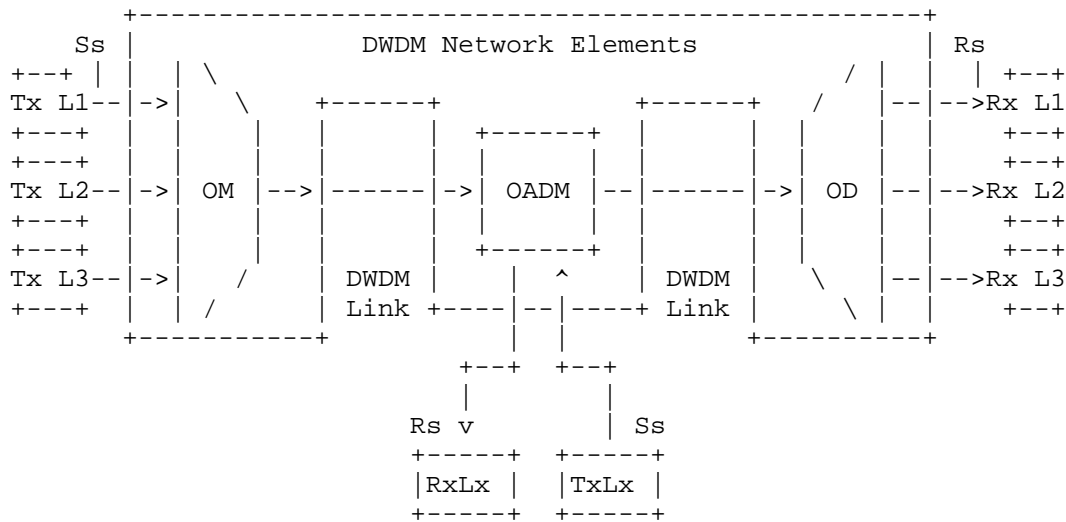 DWDM Network Elements
Ss Rs
Tx L1 Rx L1
Tx L2 OM OADM OD Rx L2
Tx L3 DWDM DWDM Rx L3
Link Link
Rs v Ss
RxLx TxLx